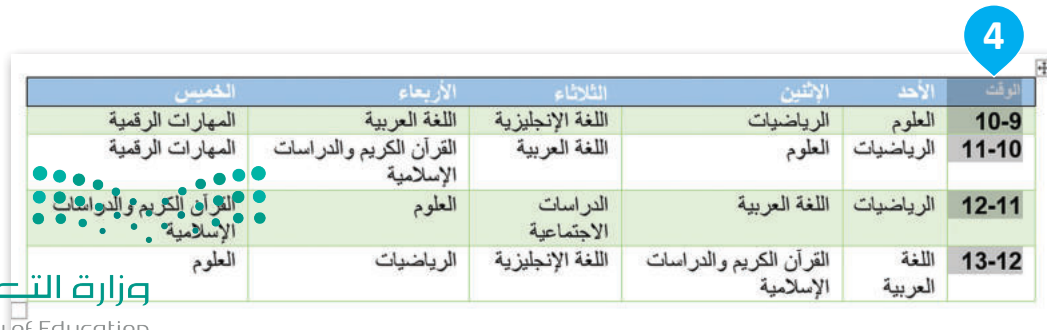 4
الوقت الأحد الإثنين الثلاثاء الأربعاء الخميس
10-9 العلوم الرياضيات اللغة الإنجليزية اللغة العربية المهارات الرقمية
11-10 الرياضيات العلوم اللغة العربية القرآن الكريم والدراسات المهارات الرقمية
الإسلامية
12-11 الرياضيات اللغة العربية الدراسات العلوم القرآن الكريم والدراسات
الاجتماعية الإسلامية
13-12 اللغة القرآن الكريم والدراسات اللغة الإنجليزية الرياضيات العلوم
العربية الإسلامية
وزارة
of Education